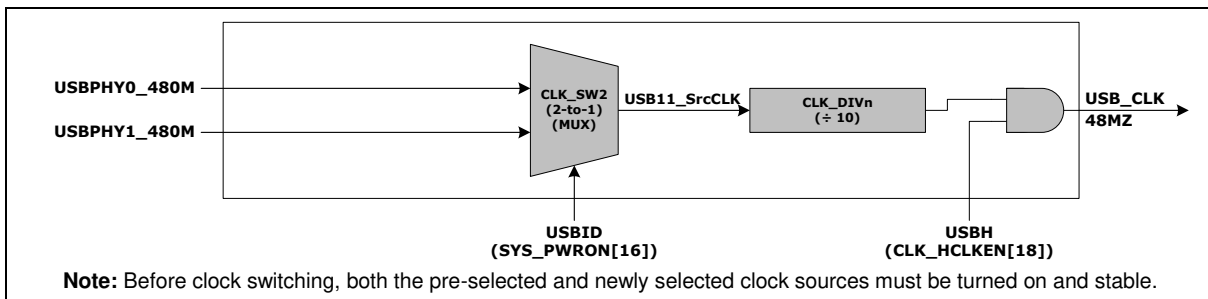 USBPHY0_480M
USBPHY1_480M
CLK_SW2
(2-to-1)
(MUX)
USB11_SrcCLK
CLK_DIVn
(÷ 10)
USB_CLK
48MZ
USBID
(SYS_PWRON[16])
USBH
(CLK_HCLKEN[18])
Note: Before clock switching, both the pre-selected and newly selected clock sources must be turned on and stable.